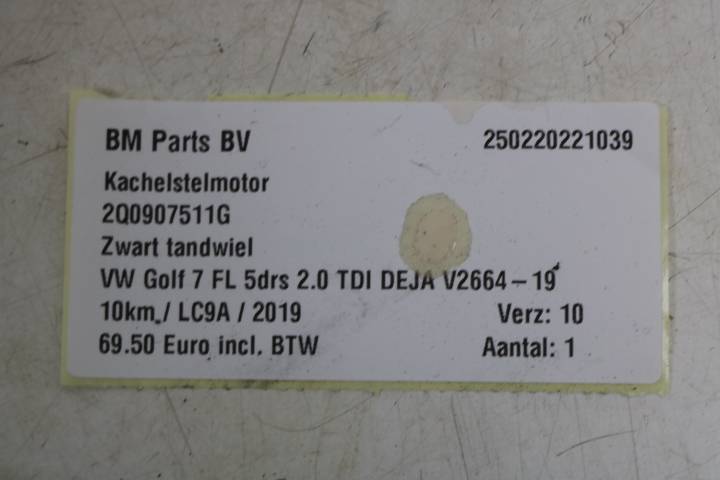 BM Parts BV 250220221039
Kachelstelmotor
2Q0907511G
Zwart tandwiel
VW Golf 7 FL 5drs 2.0 TDI DEJA V2664-19
10km./ LC9A / 2019 Verz: 10
69.50 Euro incl. BTW Aantal: 1